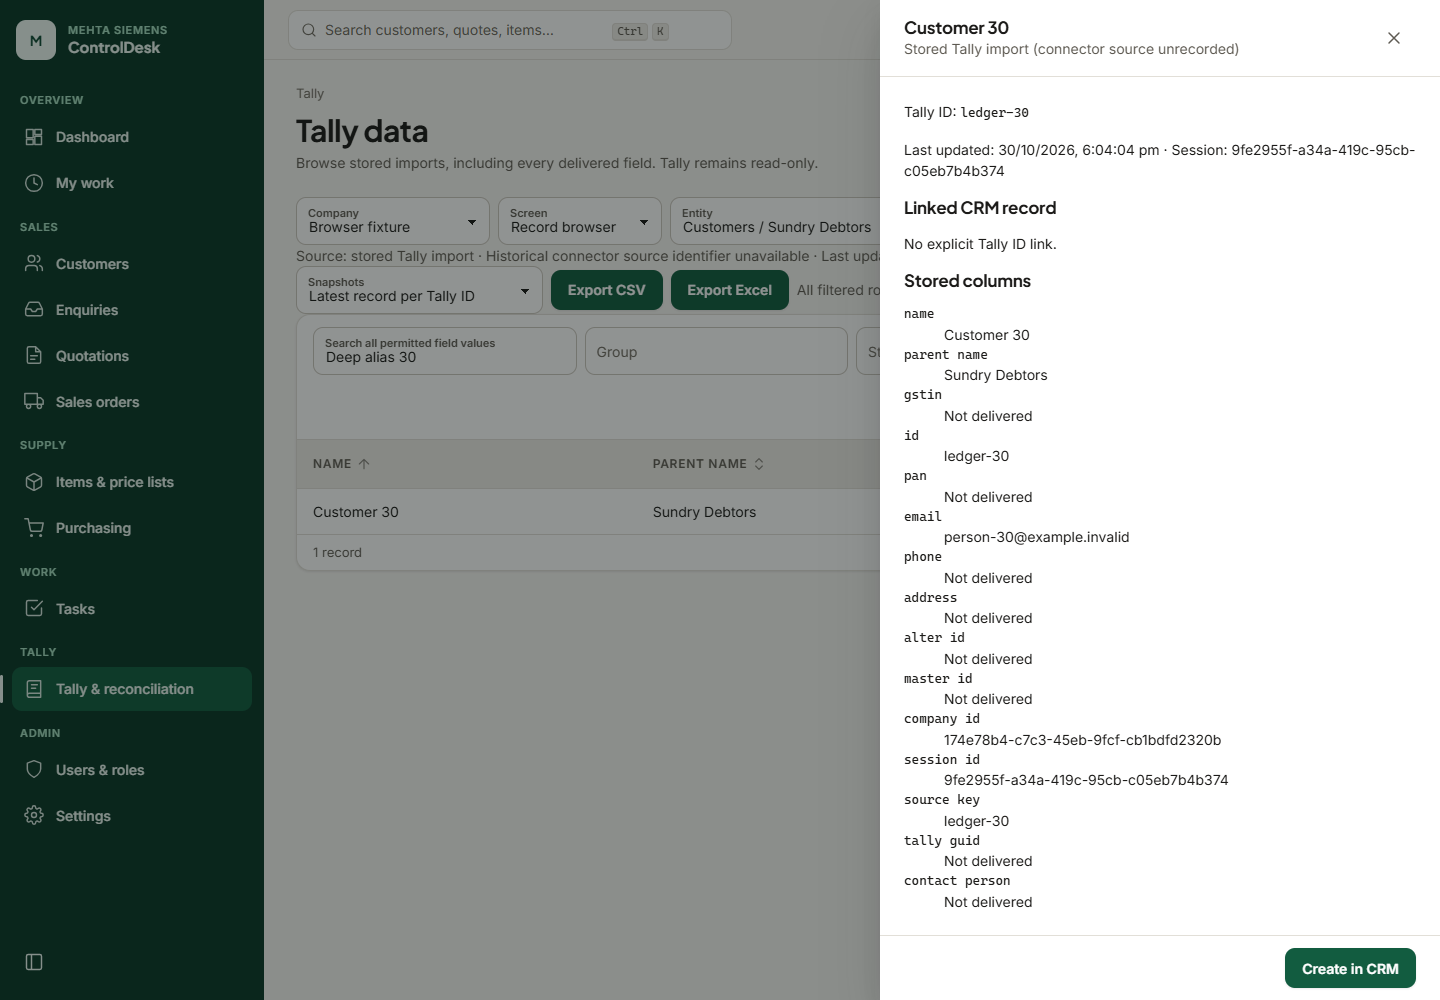 M
MEHTA SIEMENS
ControlDesk
OVERVIEW
Dashboard
My work
SALES
Customers
Enquiries
Quotations
Sales orders
SUPPLY
Items & price lists
Purchasing
WORK
Tasks
TALLY
Tally & reconciliation
ADMIN
Users & roles
Settings
Search customers, quotes, items...
Ctrl K
Tally
Tally data
Browse stored imports, including every delivered field. Tally remains read-only.
Company
Browser fixture
Screen
Record browser
Entity
Customers / Sundry Debtors
Source: stored Tally import · Historical connector source identifier unavailable · Last upda
Snapshots
Latest record per Tally ID
Export CSV
Export Excel
All filtered ro
Search all permitted field values
Deep alias 30
Group
St
NAME
PARENT NAME
Customer 30
Sundry Debtors
1 record
Customer 30
Stored Tally import (connector source unrecorded)
Tally ID: ledger-30
Last updated: 30/10/2026, 6:04:04 pm · Session: 9fe2955f-a34a-419c-95cb-
c05eb7b4b374
Linked CRM record
No explicit Tally ID link.
Stored columns
name
Customer 30
parent name
Sundry Debtors
gstin
Not delivered
id
ledger-30
pan
Not delivered
email
person-30@example.invalid
phone
Not delivered
address
Not delivered
alter id
Not delivered
master id
Not delivered
company id
174e78b4-c7c3-45eb-9fcf-cb1bdfd2320b
session id
9fe2955f-a34a-419c-95cb-c05eb7b4b374
source key
ledger-30
tally guid
Not delivered
contact person
Not delivered
Create in CRM